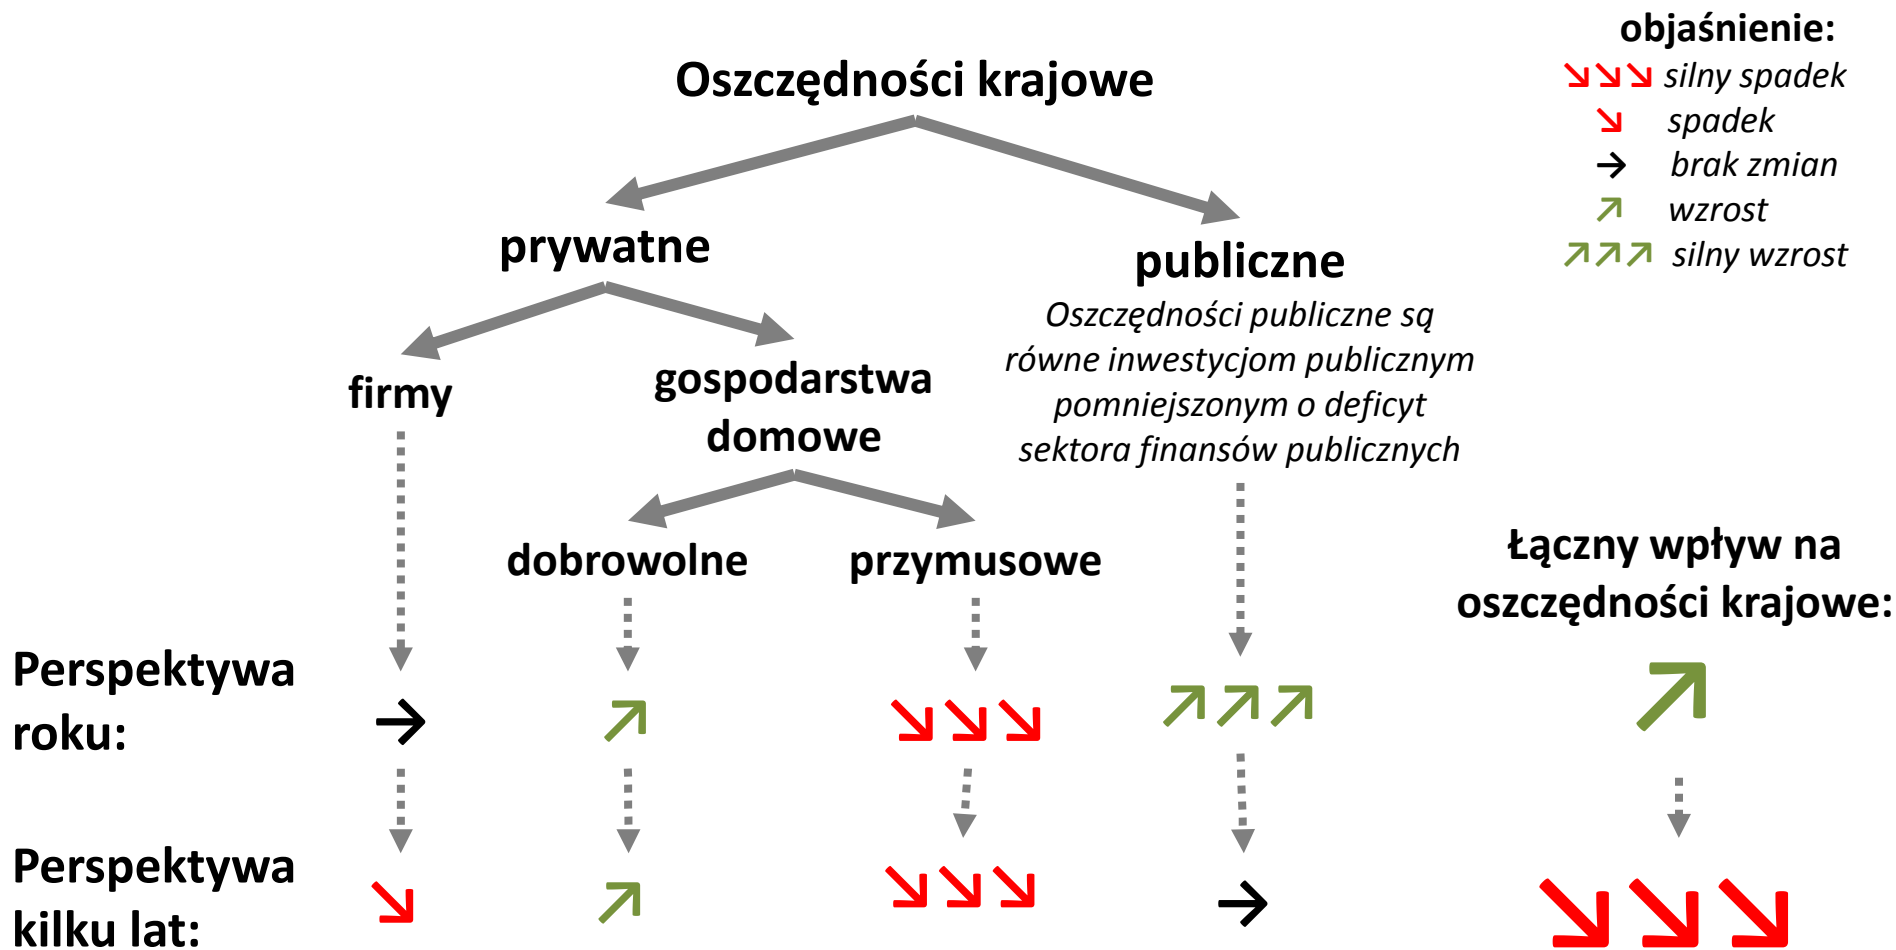 objaśnienie:
silny spadek
spadek
brak zmian
wzrost
silny wzrost
Oszczędności krajowe
prywatne
publiczne
Oszczędności publiczne są
równe inwestycjom publicznym
pomniejszonym o deficyt
sektora finansów publicznych
firmy
gospodarstwa
domowe
dobrowolne
przymusowe
Łączny wpływ na
oszczędności krajowe:
Perspektywa
roku:
Perspektywa
kilku lat: